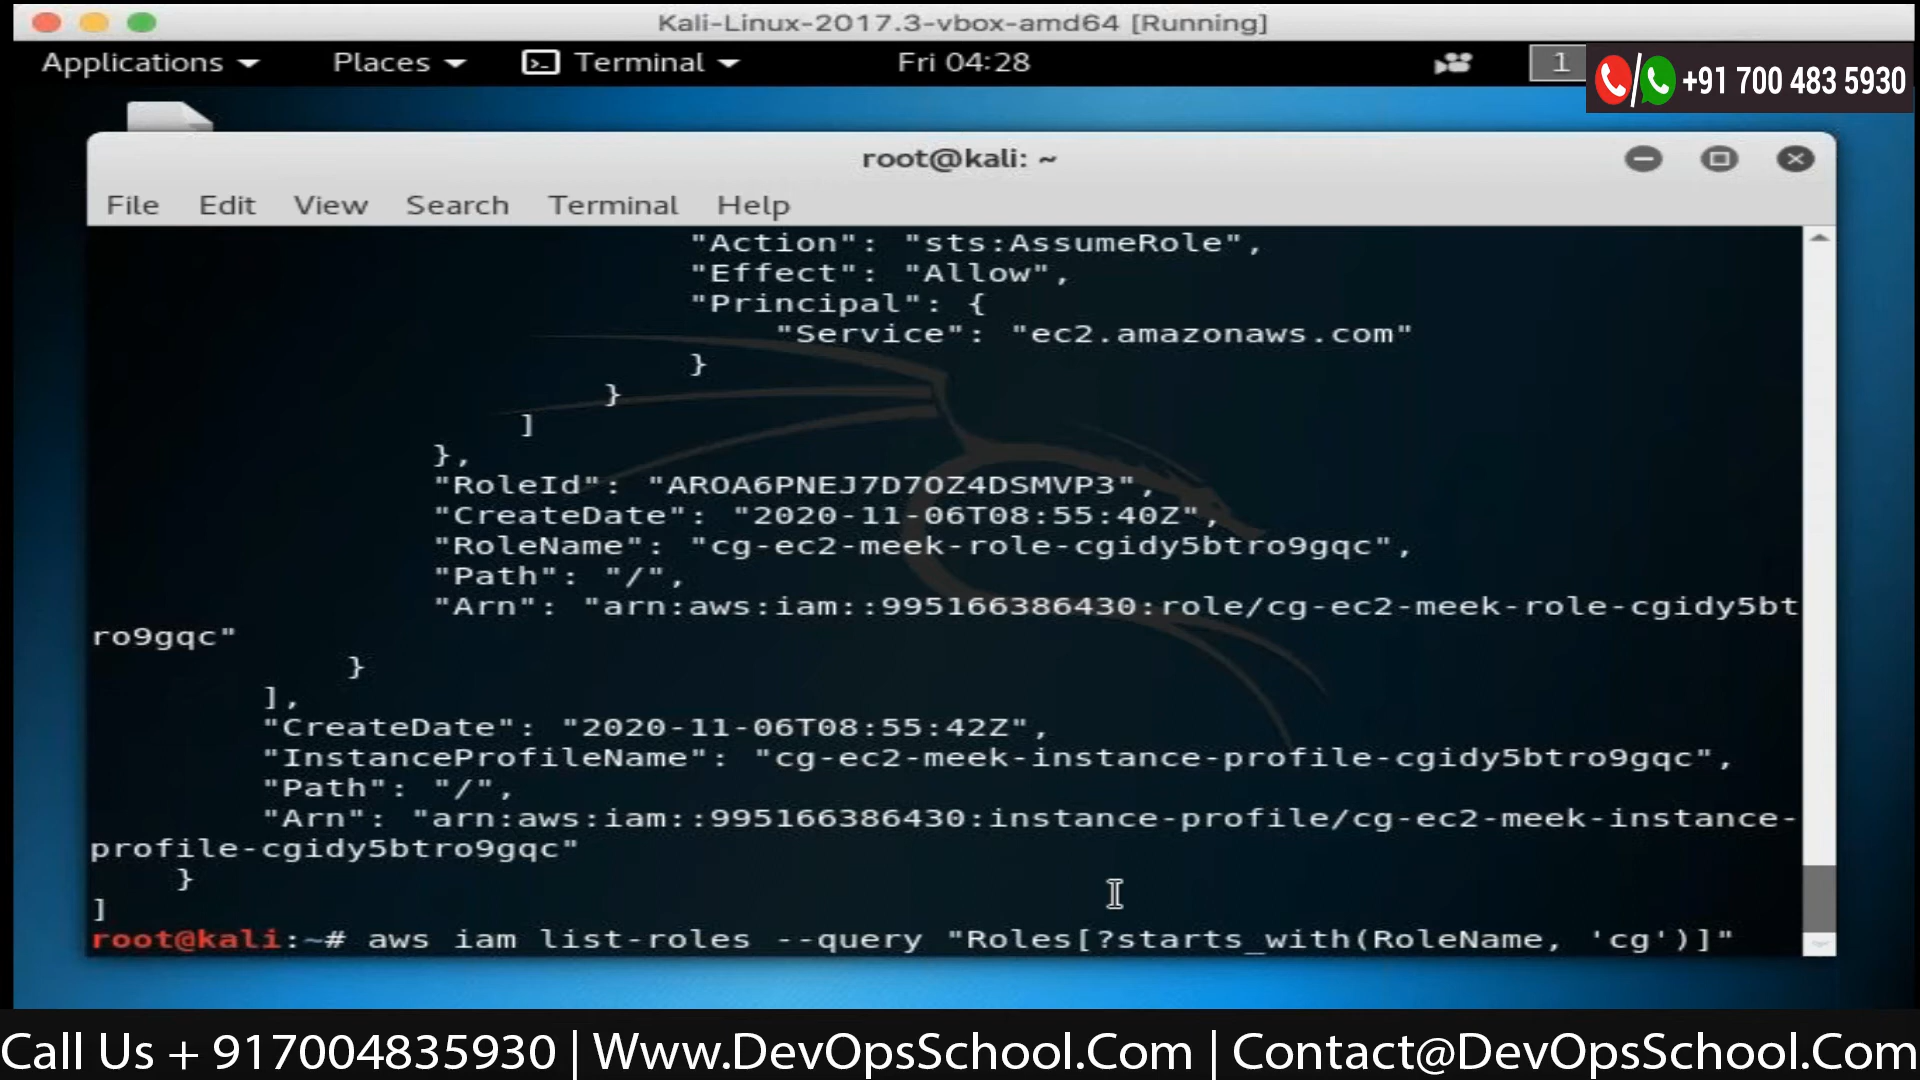 Kali-Linux-2017.3-vbox-amd64 [Running]
Applications Places Terminal Fri 04:28 1
+91 700 483 5930
root@kali: ~
File Edit View Search Terminal Help
"Action": "sts:AssumeRole",
"Effect": "Allow",
"Principal": {
"Service": "ec2.amazonaws.com"
}
}
]
},
"RoleId": "AROA6PNEJ7D7OZ4DSMVP3",
"CreateDate": "2020-11-06T08:55:40Z",
"RoleName": "cg-ec2-meek-role-cgidy5btro9gqc",
"Path": "/",
"Arn": "arn:aws:iam::995166386430:role/cg-ec2-meek-role-cgidy5bt
ro9gqc"
}
],
"CreateDate": "2020-11-06T08:55:42Z",
"InstanceProfileName": "cg-ec2-meek-instance-profile-cgidy5btro9gqc",
"Path": "/",
"Arn": "arn:aws:iam::995166386430:instance-profile/cg-ec2-meek-instance-
profile-cgidy5btro9gqc"
}
]
root@kali:~# aws iam list-roles --query "Roles[?starts_with(RoleName, 'cg')]"
Call Us + 917004835930 | Www.DevOpsSchool.Com | Contact@DevOpsSchool.Com